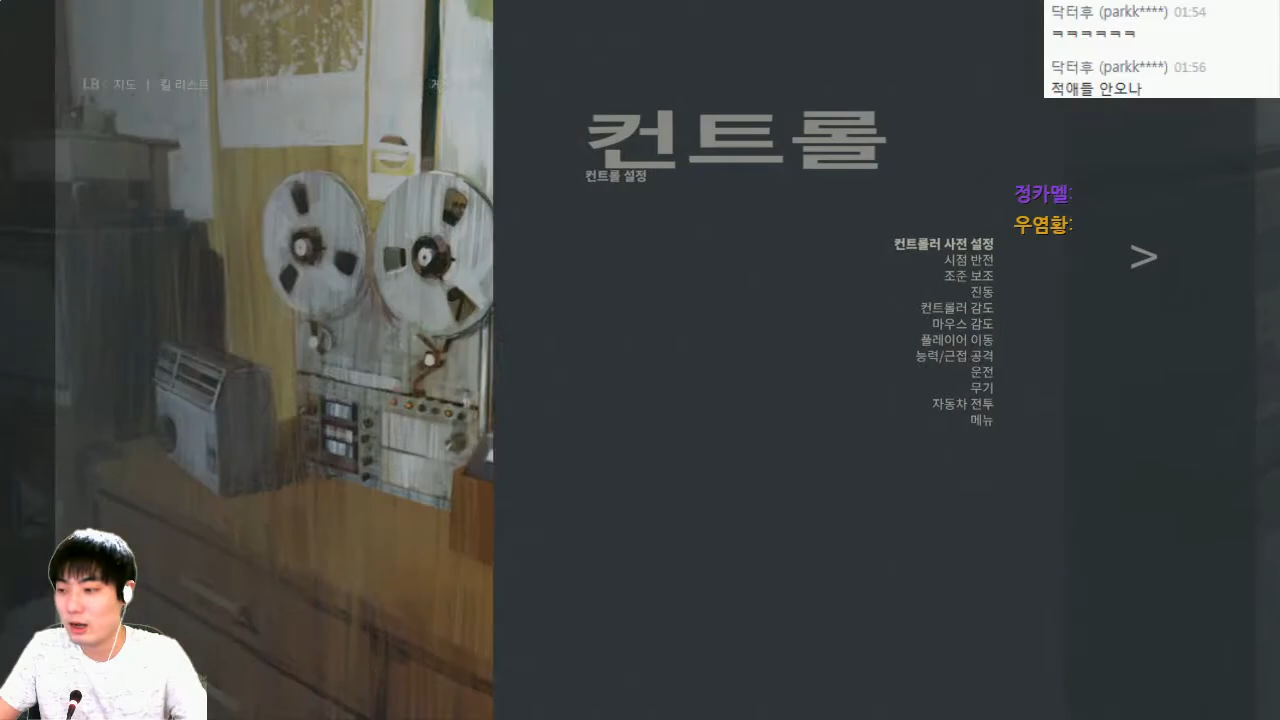 닥터후 (parkk****) 01:54
ㅋㅋㅋㅋㅋㅋ
닥터후 (parkk****) 01:56
적애들 안오나
LB 지도 | 킬 리스트
컨트롤
컨트롤 설정
정카멜:
우염황:
컨트롤러 사전 설정
>
시점 반전
조준 보조
진동
컨트롤러 감도
마우스 감도
플레이어 이동
능력/근접 공격
운전
무기
자동차 전투
메뉴